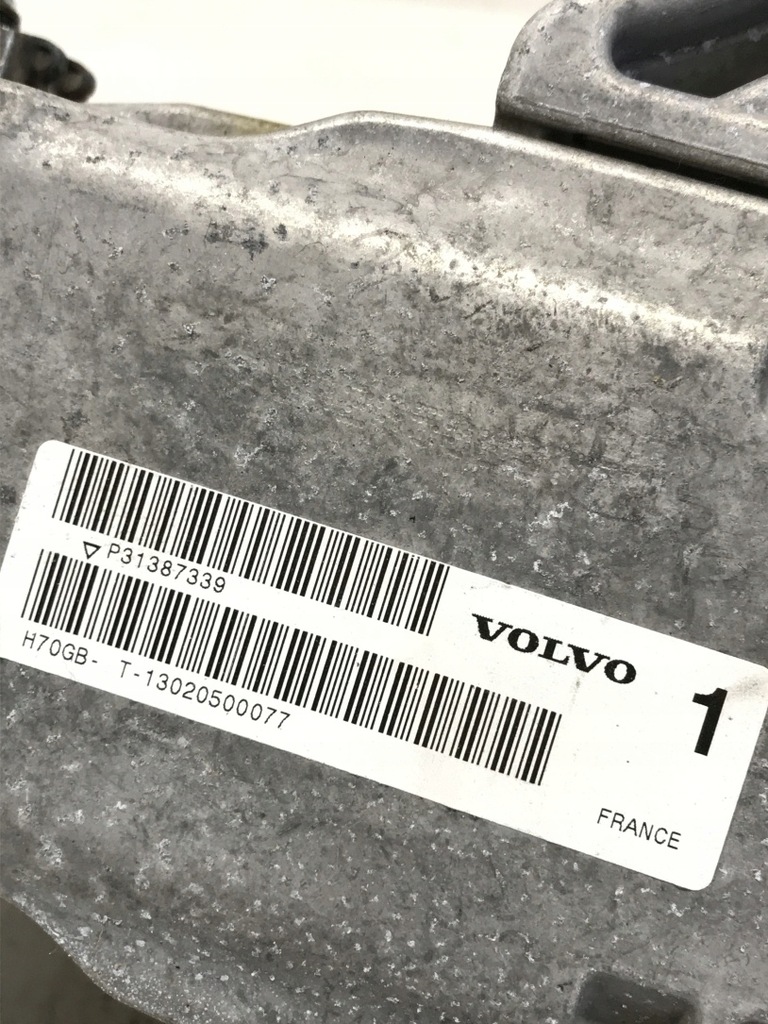 ▽P31387339
H70GB- T-13020500077
VOLVO
1
FRANCE